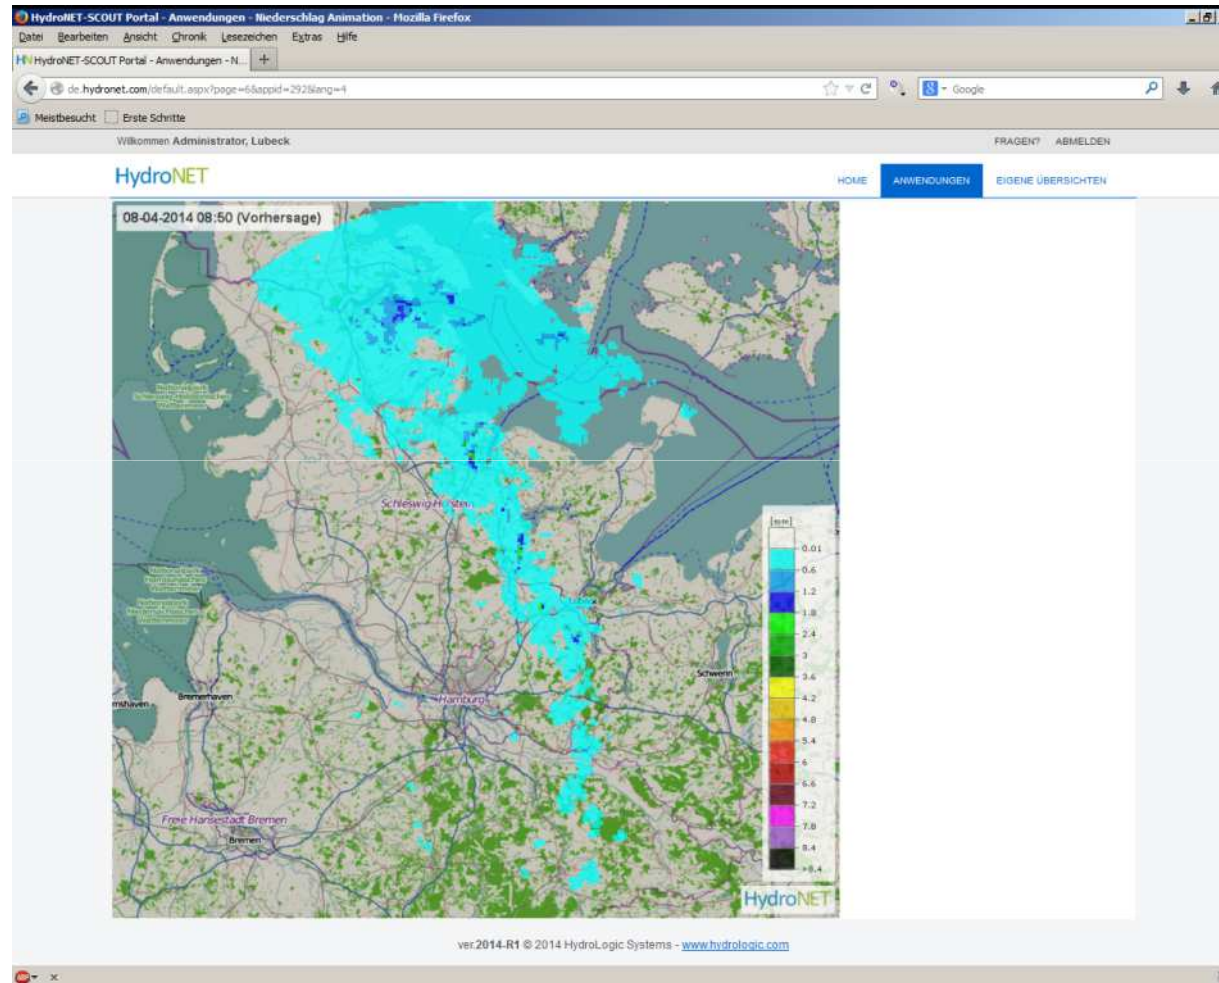 HydroNET-SCOUT Portal - Anwendungen - Niederschlag Animation - Mozilla Firefox
Datei Bearbeiten Ansicht Chronik Lesezeichen Extras Hilfe
HydroNET-SCOUT Portal - Anwendungen - N...
de.hydronet.com/default.aspx?page=6&appid=292&lang=4
Google
Meistbesucht Erste Schritte
Willkommen Administrator, Lubeck
FRAGEN? ABMELDEN
HydroNET
HOME ANWENDUNGEN EIGENE ÜBERSICHTEN
08-04-2014 08:50 (Vorhersage)
Schleswig-Holstein
[mm]
0.01
0.6
1.2
1.8
2.4
3
3.6
4.2
4.8
5.4
6
6.6
7.2
7.8
8.4
>8.4
Schwerin
Bremerhaven
Hamburg
Freie Hansestadt Bremen
Bremen
HydroNET
ver.2014-R1 © 2014 HydroLogic Systems - www.hydrologic.com